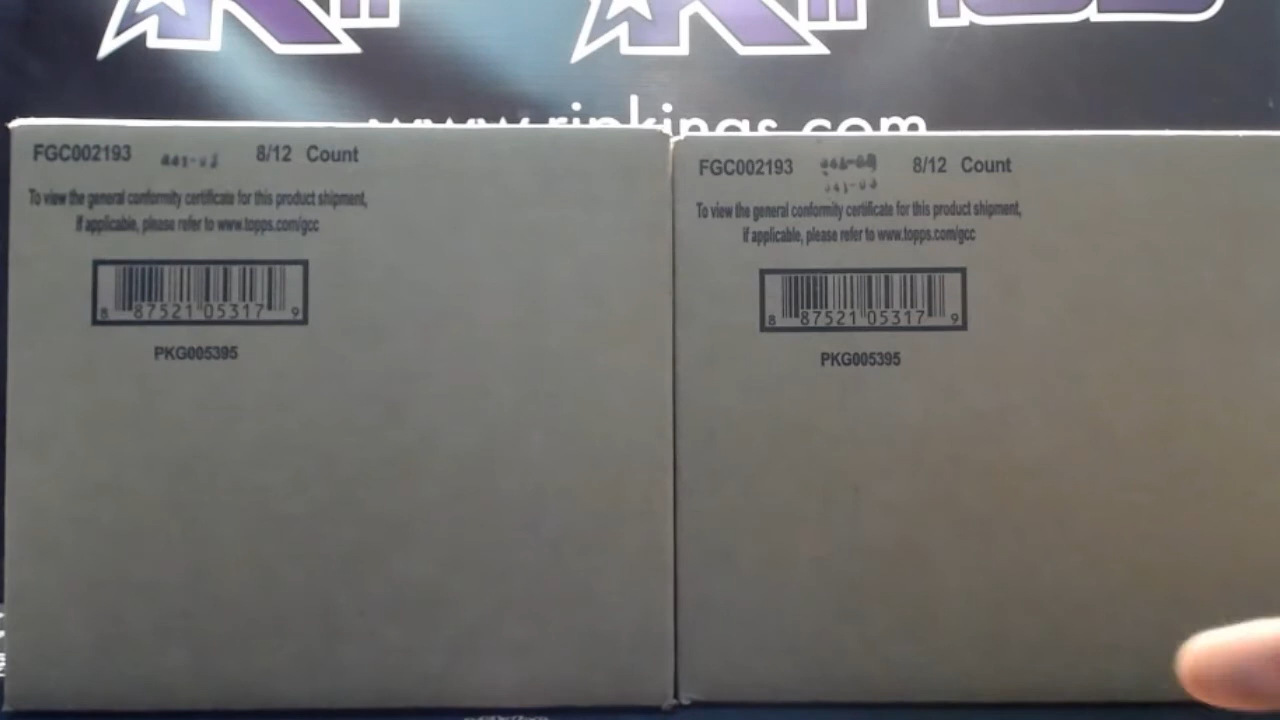 www.ripkings.com
FGC002193 8/12 Count
To view the general conformity certificate for this product shipment,
if applicable, please refer to www.topps.com/gcc
8 87521 05317 9
PKG005395
FGC002193 8/12 Count
To view the general conformity certificate for this product shipment,
if applicable, please refer to www.topps.com/gcc
8 87521 05317 9
PKG005395